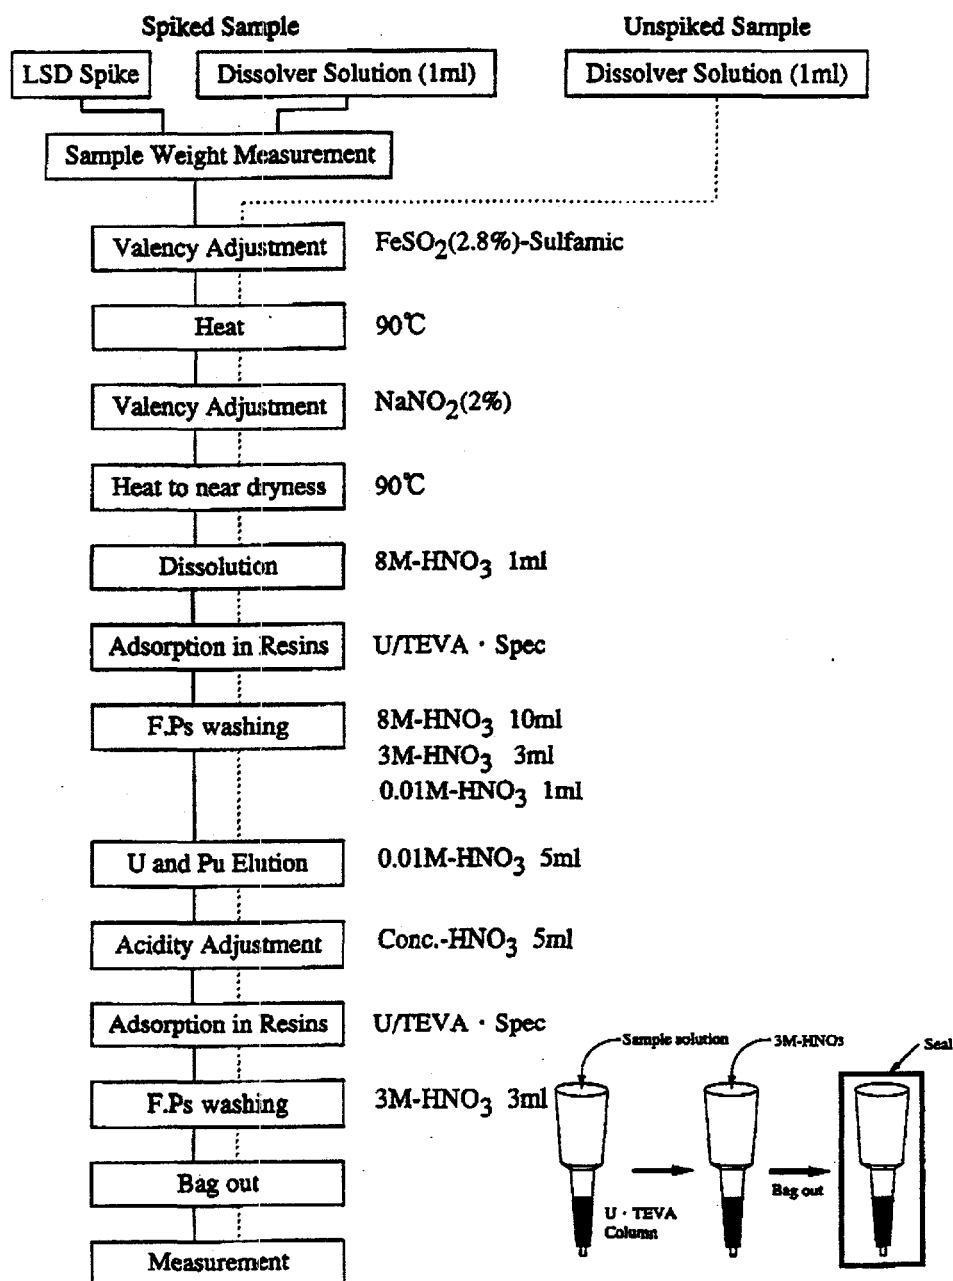 Spiked Sample
Unspiked Sample
LSD Spike
Dissolver Solution (1ml)
Dissolver Solution (1ml)
Sample Weight Measurement
Valency Adjustment
FeSO2(2.8%)-Sulfamic
Heat
90℃
Valency Adjustment
NaNO2(2%)
Heat to near dryness
90℃
Dissolution
8M-HNO3 1ml
Adsorption in Resins
U/TEVA・Spec
F.Ps washing
8M-HNO3 10ml
3M-HNO3 3ml
0.01M-HNO3 1ml
U and Pu Elution
0.01M-HNO3 5ml
Acidity Adjustment
Conc.-HNO3 5ml
Adsorption in Resins
U/TEVA・Spec
F.Ps washing
3M-HNO3 3ml
Bag out
Measurement
Sample solution
3M-HNO3
Seal
U・TEVA
Column
Bag out